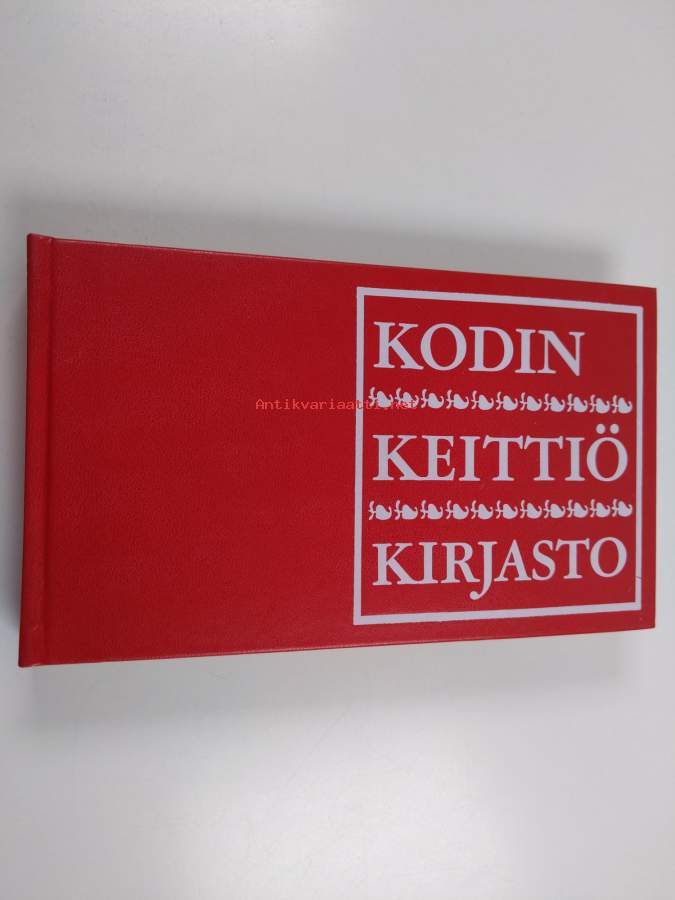 KODIN
Antikvariaatti.net
KEITTIÖ
KIRJASTO